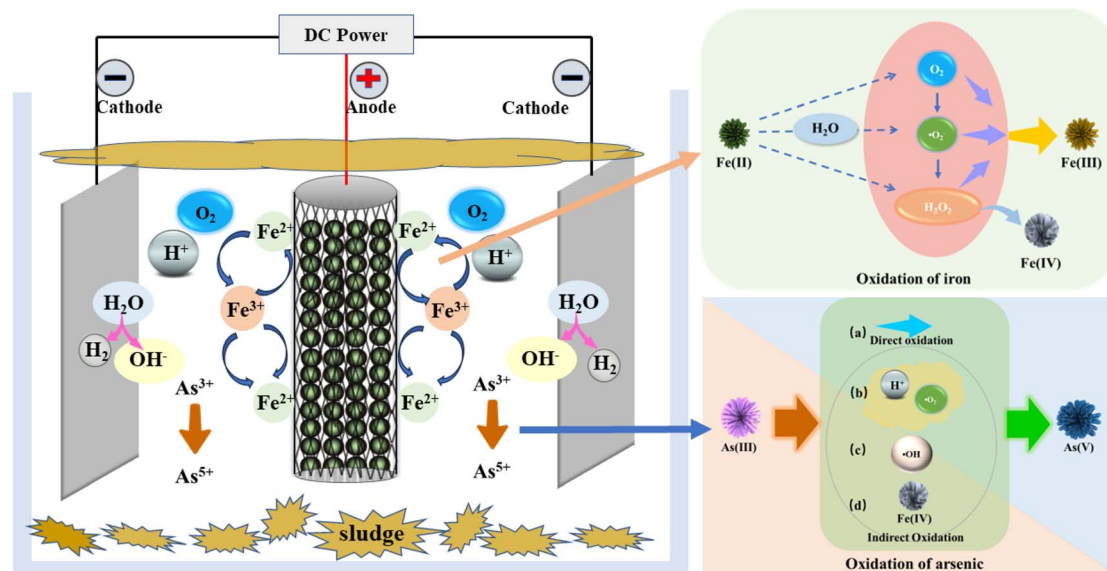 DC Power
Cathode
Anode
Cathode
O₂
Fe²⁺
Fe²⁺
O₂
H⁺
H⁺
H₂O
Fe³⁺
Fe³⁺
H₂O
H₂
OH⁻
OH⁻
H₂
As³⁺
Fe²⁺
Fe²⁺
As³⁺
As⁵⁺
As⁵⁺
sludge
O₂
Fe(II)
H₂O
•O₂
Fe(III)
H₂O₂
Fe(IV)
Oxidation of iron
(a)
Direct oxidation
(b)
H⁺
•O₂
As(III)
As(V)
(c)
•OH
(d)
Fe(IV)
Indirect Oxidation
Oxidation of arsenic